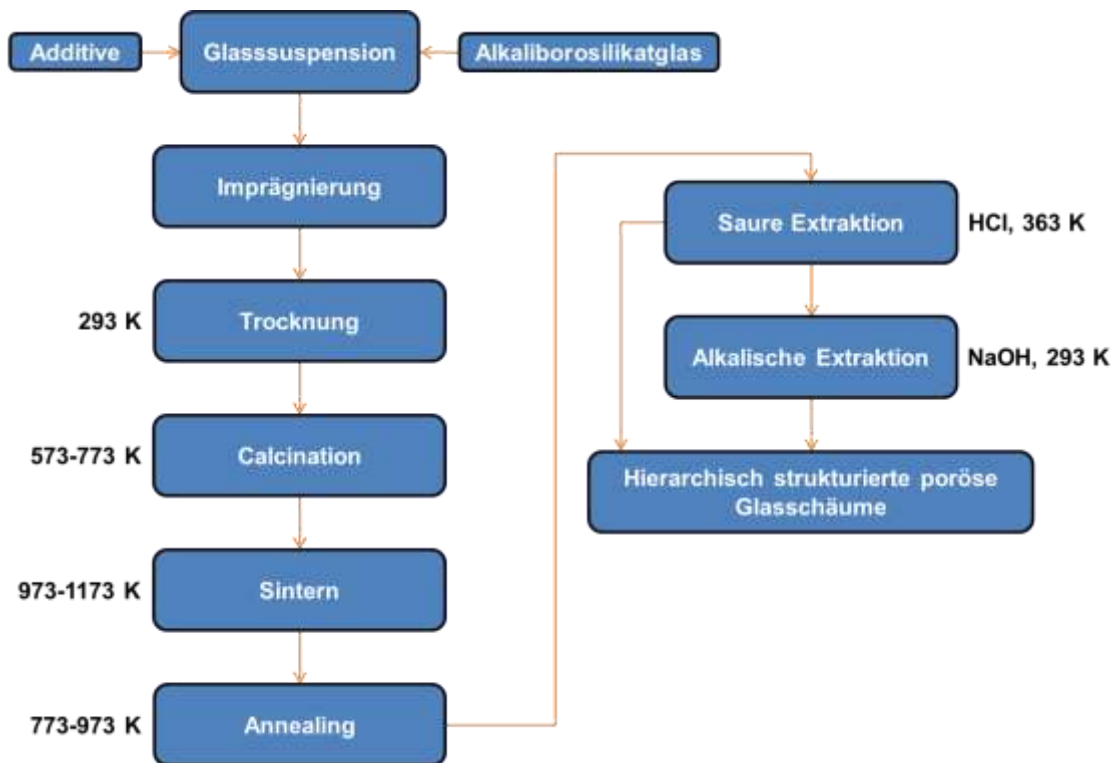 Additive
Glasssuspension
Alkaliborosilikatglas
Imprägnierung
293 K
Trocknung
573-773 K
Calcination
973-1173 K
Sintern
773-973 K
Annealing
Saure Extraktion
HCl, 363 K
Alkalische Extraktion
NaOH, 293 K
Hierarchisch strukturierte poröse
Glasschäume